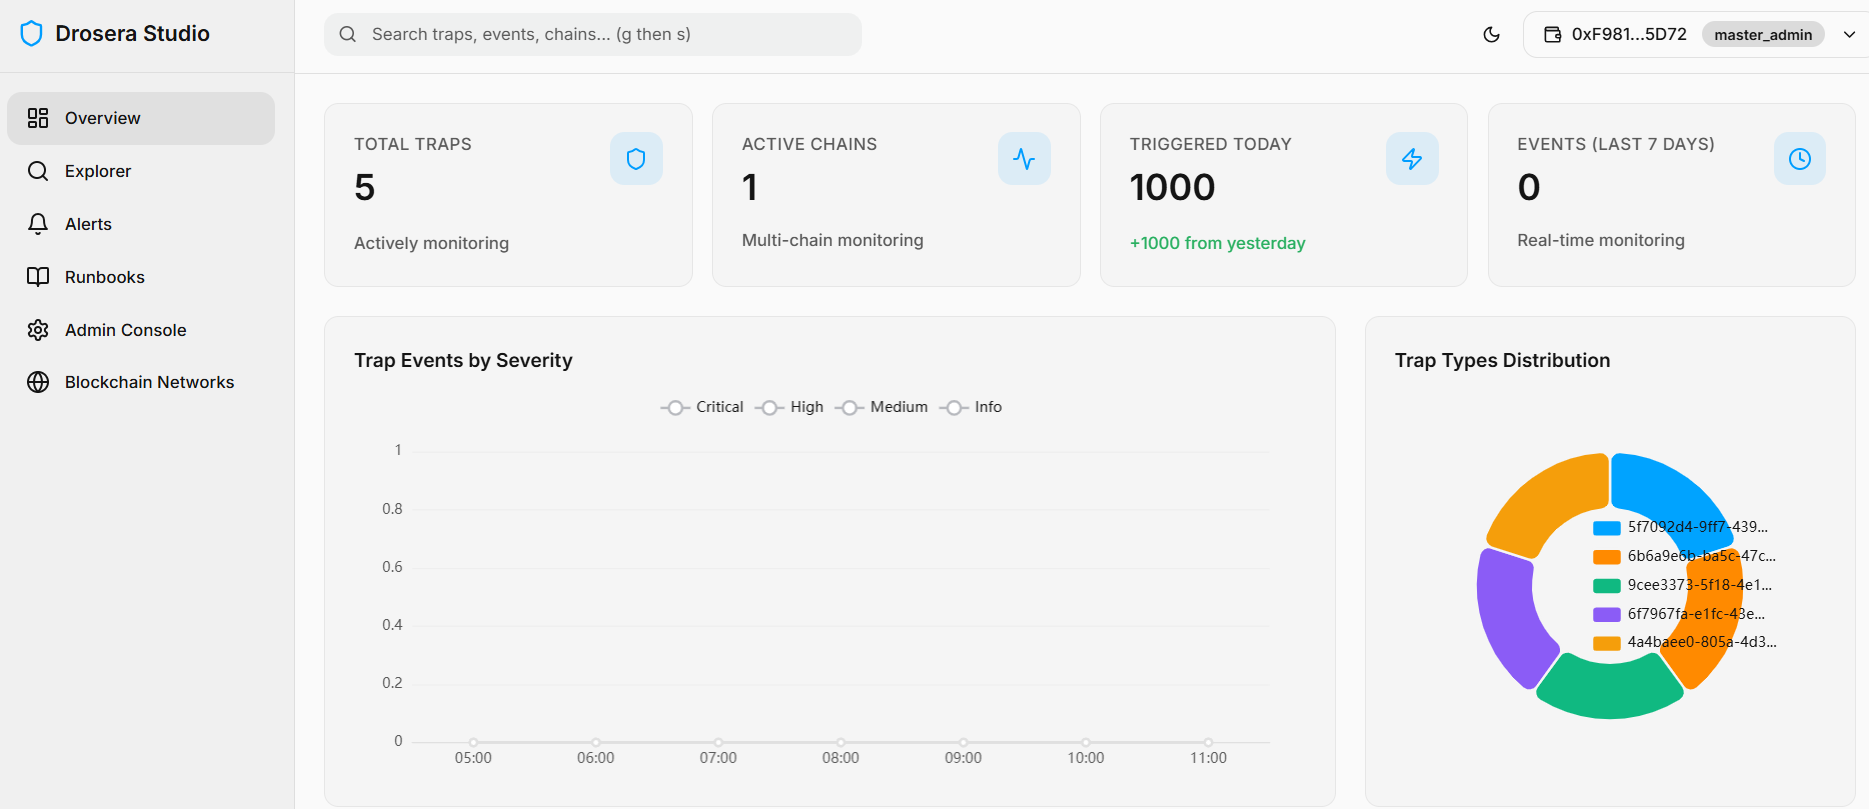 Drosera Studio
Search traps, events, chains... (g then s)
0xF981...5D72
master_admin
Overview
Explorer
Alerts
Runbooks
Admin Console
Blockchain Networks
TOTAL TRAPS
5
Actively monitoring
ACTIVE CHAINS
1
Multi-chain monitoring
TRIGGERED TODAY
1000
+1000 from yesterday
EVENTS (LAST 7 DAYS)
0
Real-time monitoring
Trap Events by Severity
Critical High Medium Info
1
0.8
0.6
0.4
0.2
0
05:00 06:00 07:00 08:00 09:00 10:00 11:00
Trap Types Distribution
5f7092d4-9ff7-439...
6b6a9e6b-ba5c-47c...
9cee3373-5f18-4e1...
6f7967fa-e1fc-43e...
4a4baee0-805a-4d3...